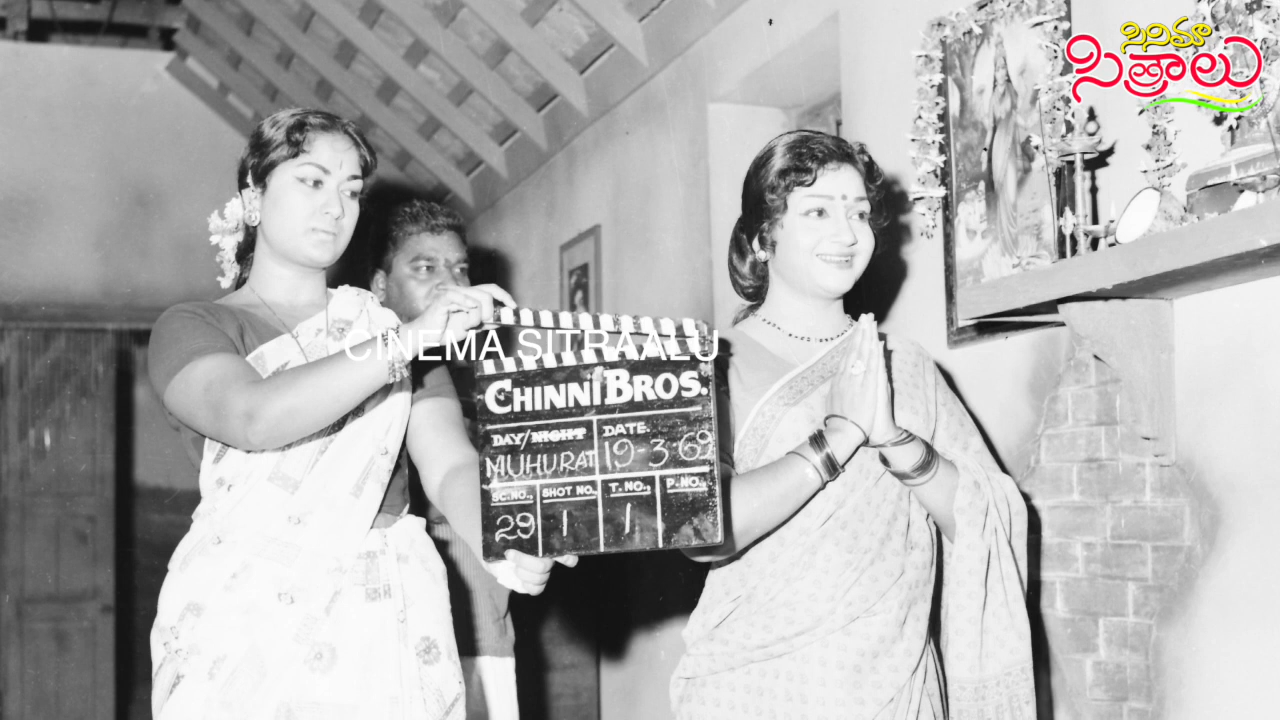 సినిమా
సిత్రాలు
CINEMA SITRAALU
CHINNI BROS.
DAY/NIGHT DATE.
MUHURAT 19-3-69
SC.NO., SHOT NO., T. NO., P.NO.,
29 1 1